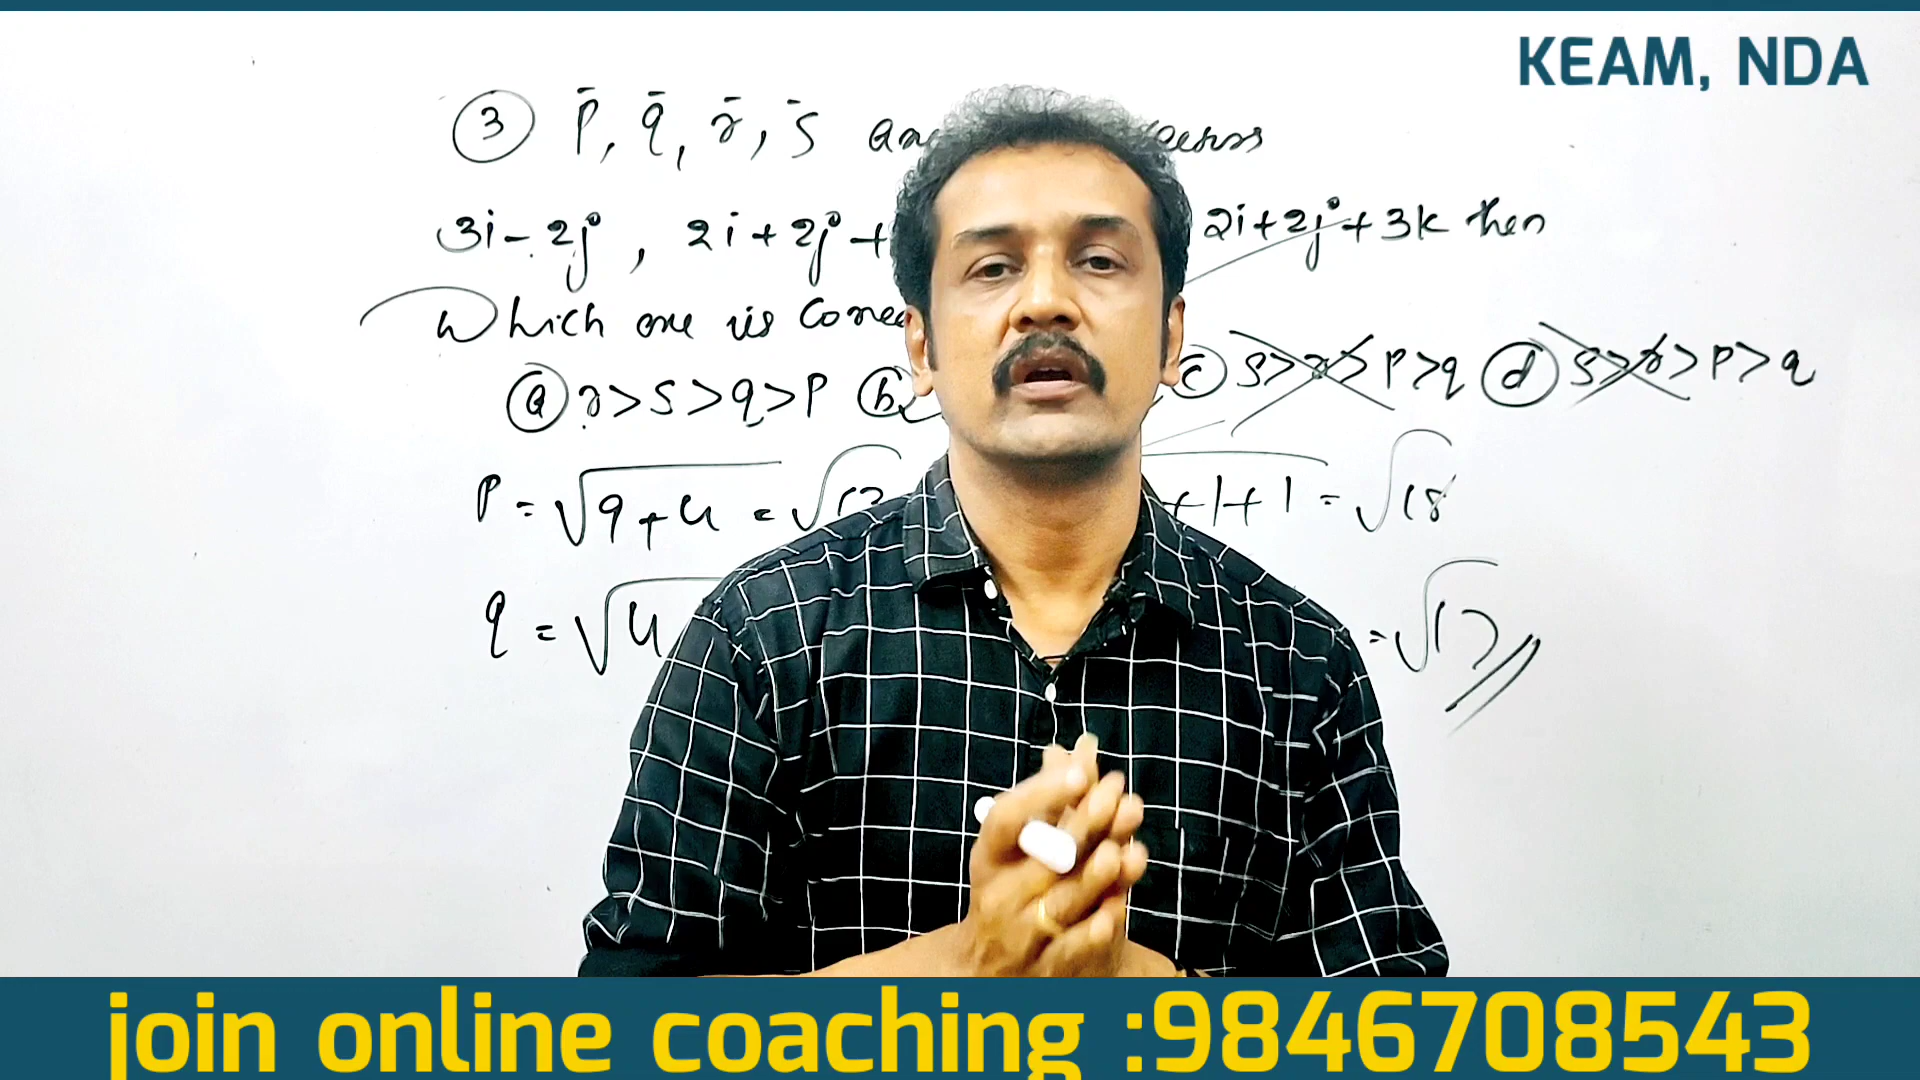 KEAM, NDA
3 p̄, q̄, r̄, s̄
3i - 2j, 2i + 2j + 2i + 2j + 3k then
Which one is
a r > s > q > p b c s > r > p > q d s > r > p > q
p = √9+4 = √13 + 1 + 1 = √18
q = √4 = √17
join online coaching :9846708543